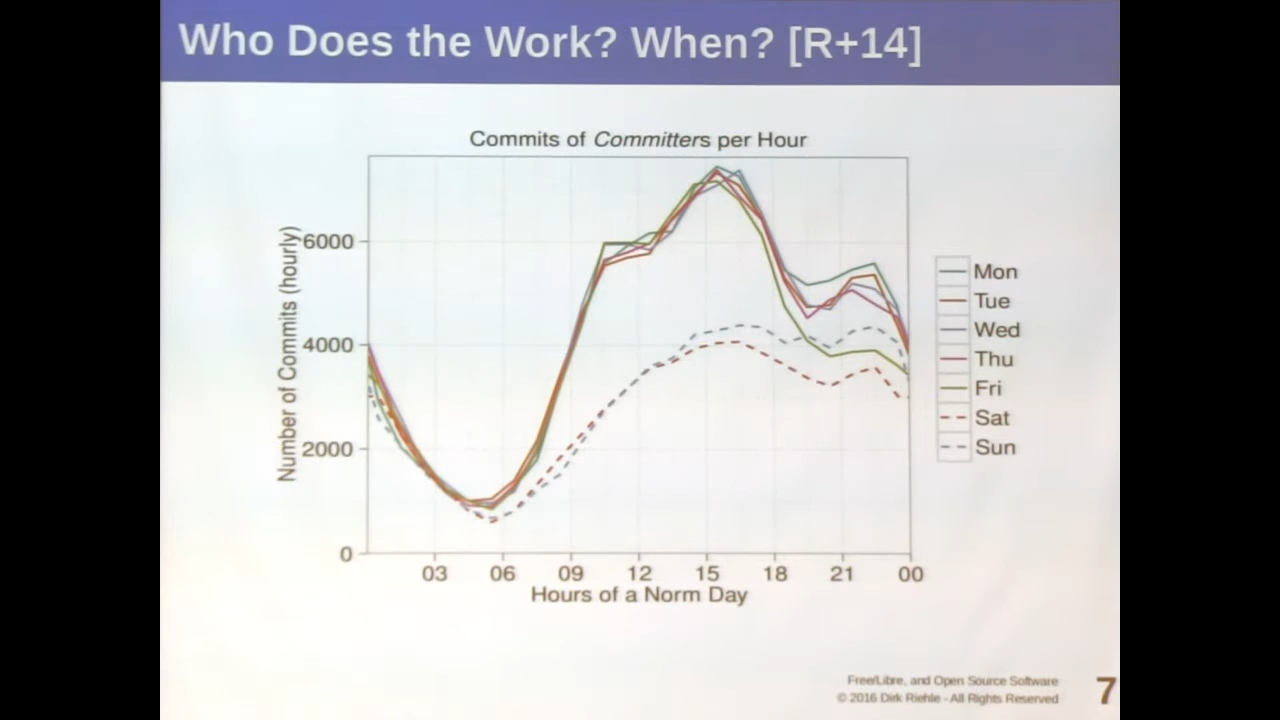 Who Does the Work? When? [R+14]
Commits of Committers per Hour
Number of Commits (hourly)
6000
4000
2000
0
03 06 09 12 15 18 21 00
Hours of a Norm Day
Mon
Tue
Wed
Thu
Fri
Sat
Sun
Free/Libre, and Open Source Software
© 2016 Dirk Riehle - All Rights Reserved
7